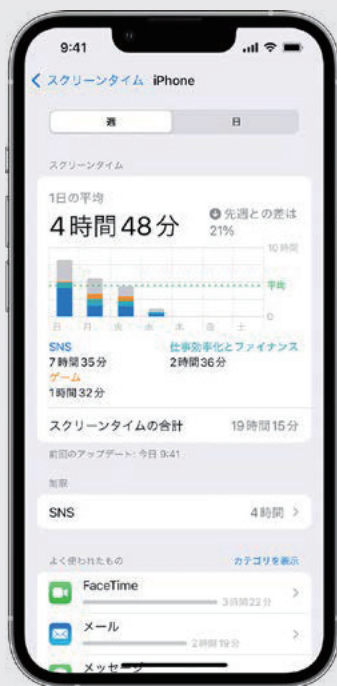 9:41
スクリーンタイム iPhone
週 日
スクリーンタイム
1日の平均
4時間48分
先週との差は
21%
10時間
平均
0
日 月 火 水 木 金 土
SNS 仕事効率化とファイナンス
7時間35分 2時間36分
ゲーム
1時間32分
スクリーンタイムの合計 19時間15分
前回のアップデート: 今日 9:41
制限
SNS 4時間
よく使われたもの カテゴリを表示
FaceTime
3時間22分
メール
2時間19分
メッセージ